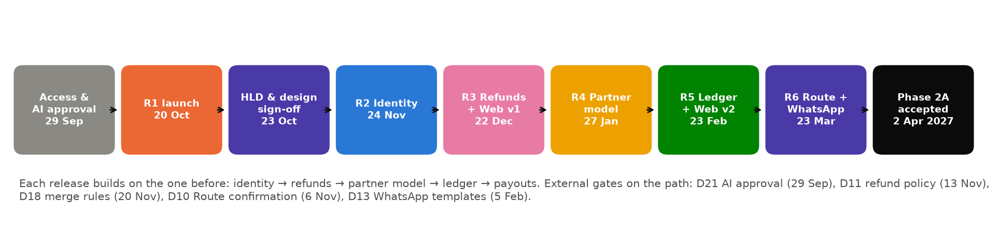 Access &
AI approval
29 Sep
R1 launch
20 Oct
HLD & design
sign-off
23 Oct
R2 Identity
24 Nov
R3 Refunds
+ Web v1
22 Dec
R4 Partner
model
27 Jan
R5 Ledger
+ Web v2
23 Feb
R6 Route +
WhatsApp
23 Mar
Phase 2A
accepted
2 Apr 2027
Each release builds on the one before: identity → refunds → partner model → ledger → payouts. External gates on the path: D21 AI approval (29 Sep), D11 refund policy (13 Nov),
D18 merge rules (20 Nov), D10 Route confirmation (6 Nov), D13 WhatsApp templates (5 Feb).